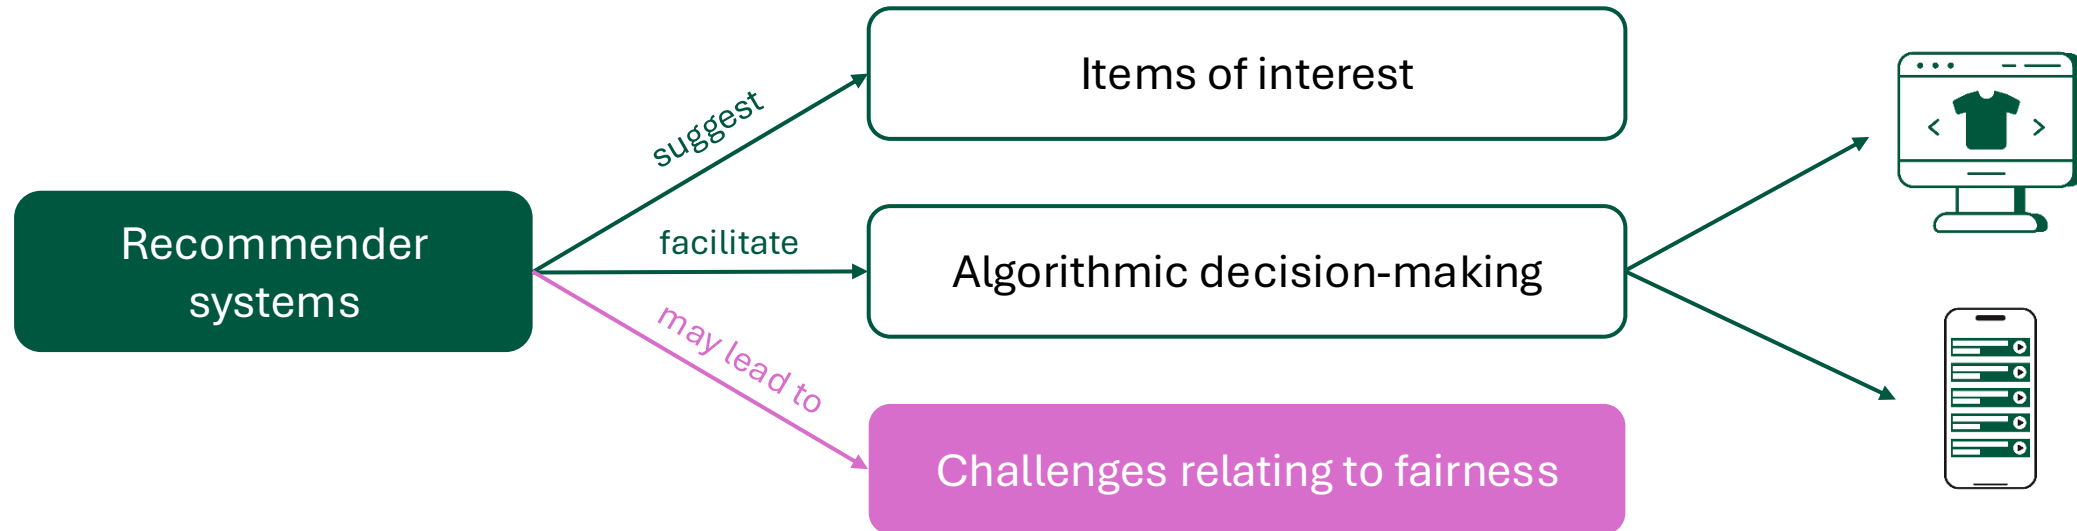 suggest
Items of interest
Recommender
systems
facilitate
Algorithmic decision-making
may lead to
Challenges relating to fairness